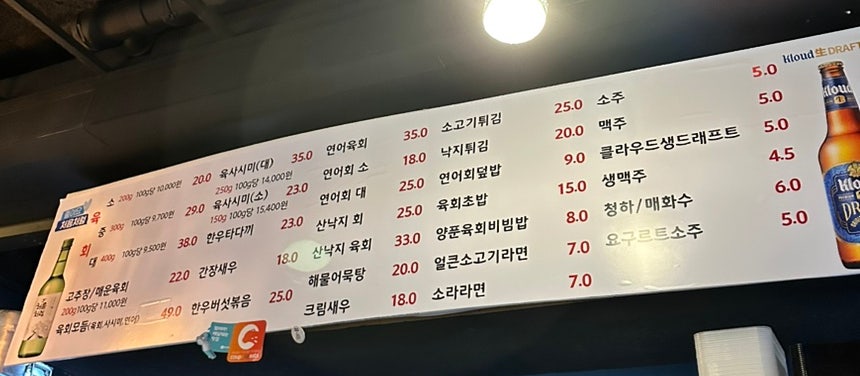 육회
소 200g 100g당 10,000원 20.0
중 300g 100g당 9,700원 29.0
대 400g 100g당 9,500원 38.0
고추장/매운육회 22.0
200g100g당 11,000원
육회모듬(육회,사시미,연어) 49.0
육사시미(대) 35.0
250g 100g당 14,000원
육사시미(소) 23.0
150g 100g당 15,400원
한우타다끼 23.0
간장새우 18.0
한우버섯볶음 25.0
연어육회 35.0
연어회 소 18.0
연어회 대 25.0
산낙지 회 25.0
산낙지 육회 33.0
해물어묵탕 20.0
크림새우 18.0
소고기튀김 25.0
낙지튀김 20.0
연어회덮밥 9.0
육회초밥 15.0
양푼육회비빔밥 8.0
얼큰소고기라면 7.0
소라라면 7.0
소주 5.0
맥주 5.0
클라우드생드래프트 5.0
생맥주 4.5
청하/매화수 6.0
요구르트소주 5.0
Kloud 生 DRAFT
처음처럼
Kloud